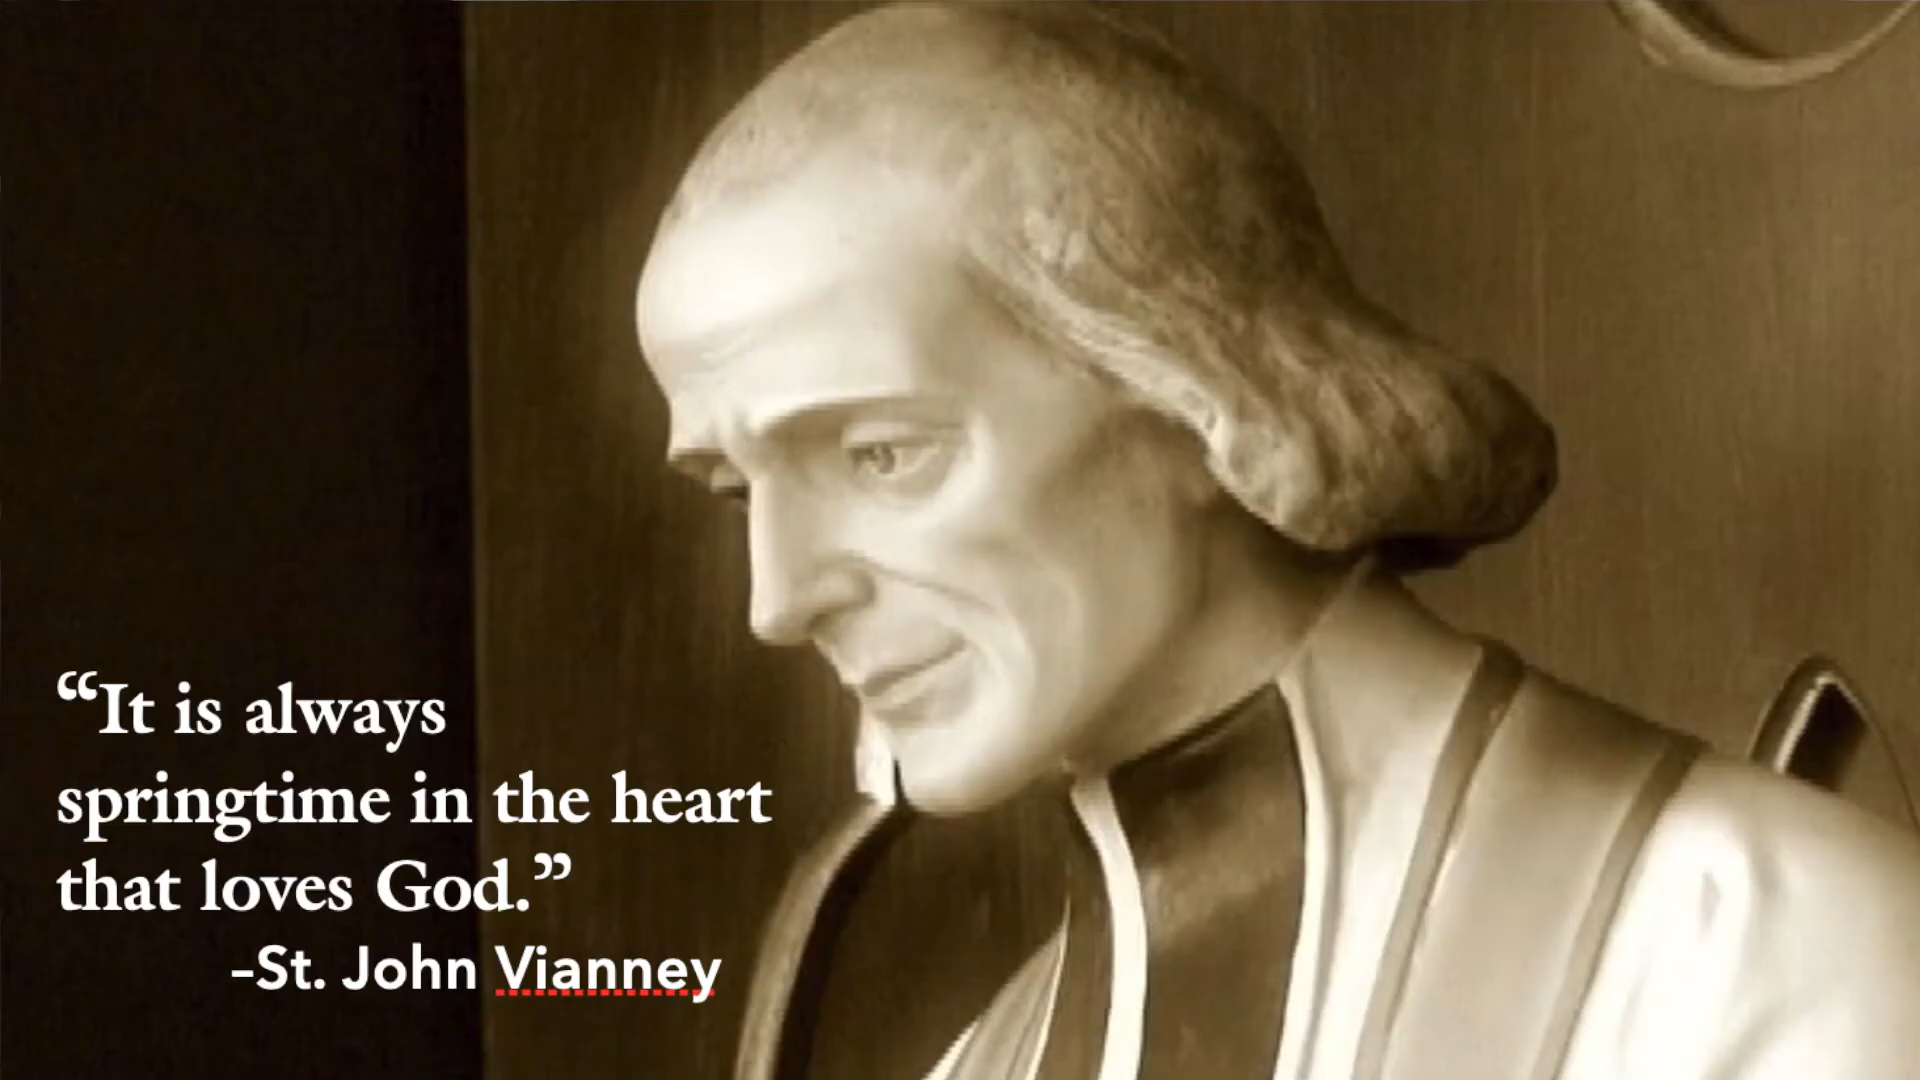 “It is always
springtime in the heart
that loves God.”
–St. John Vianney